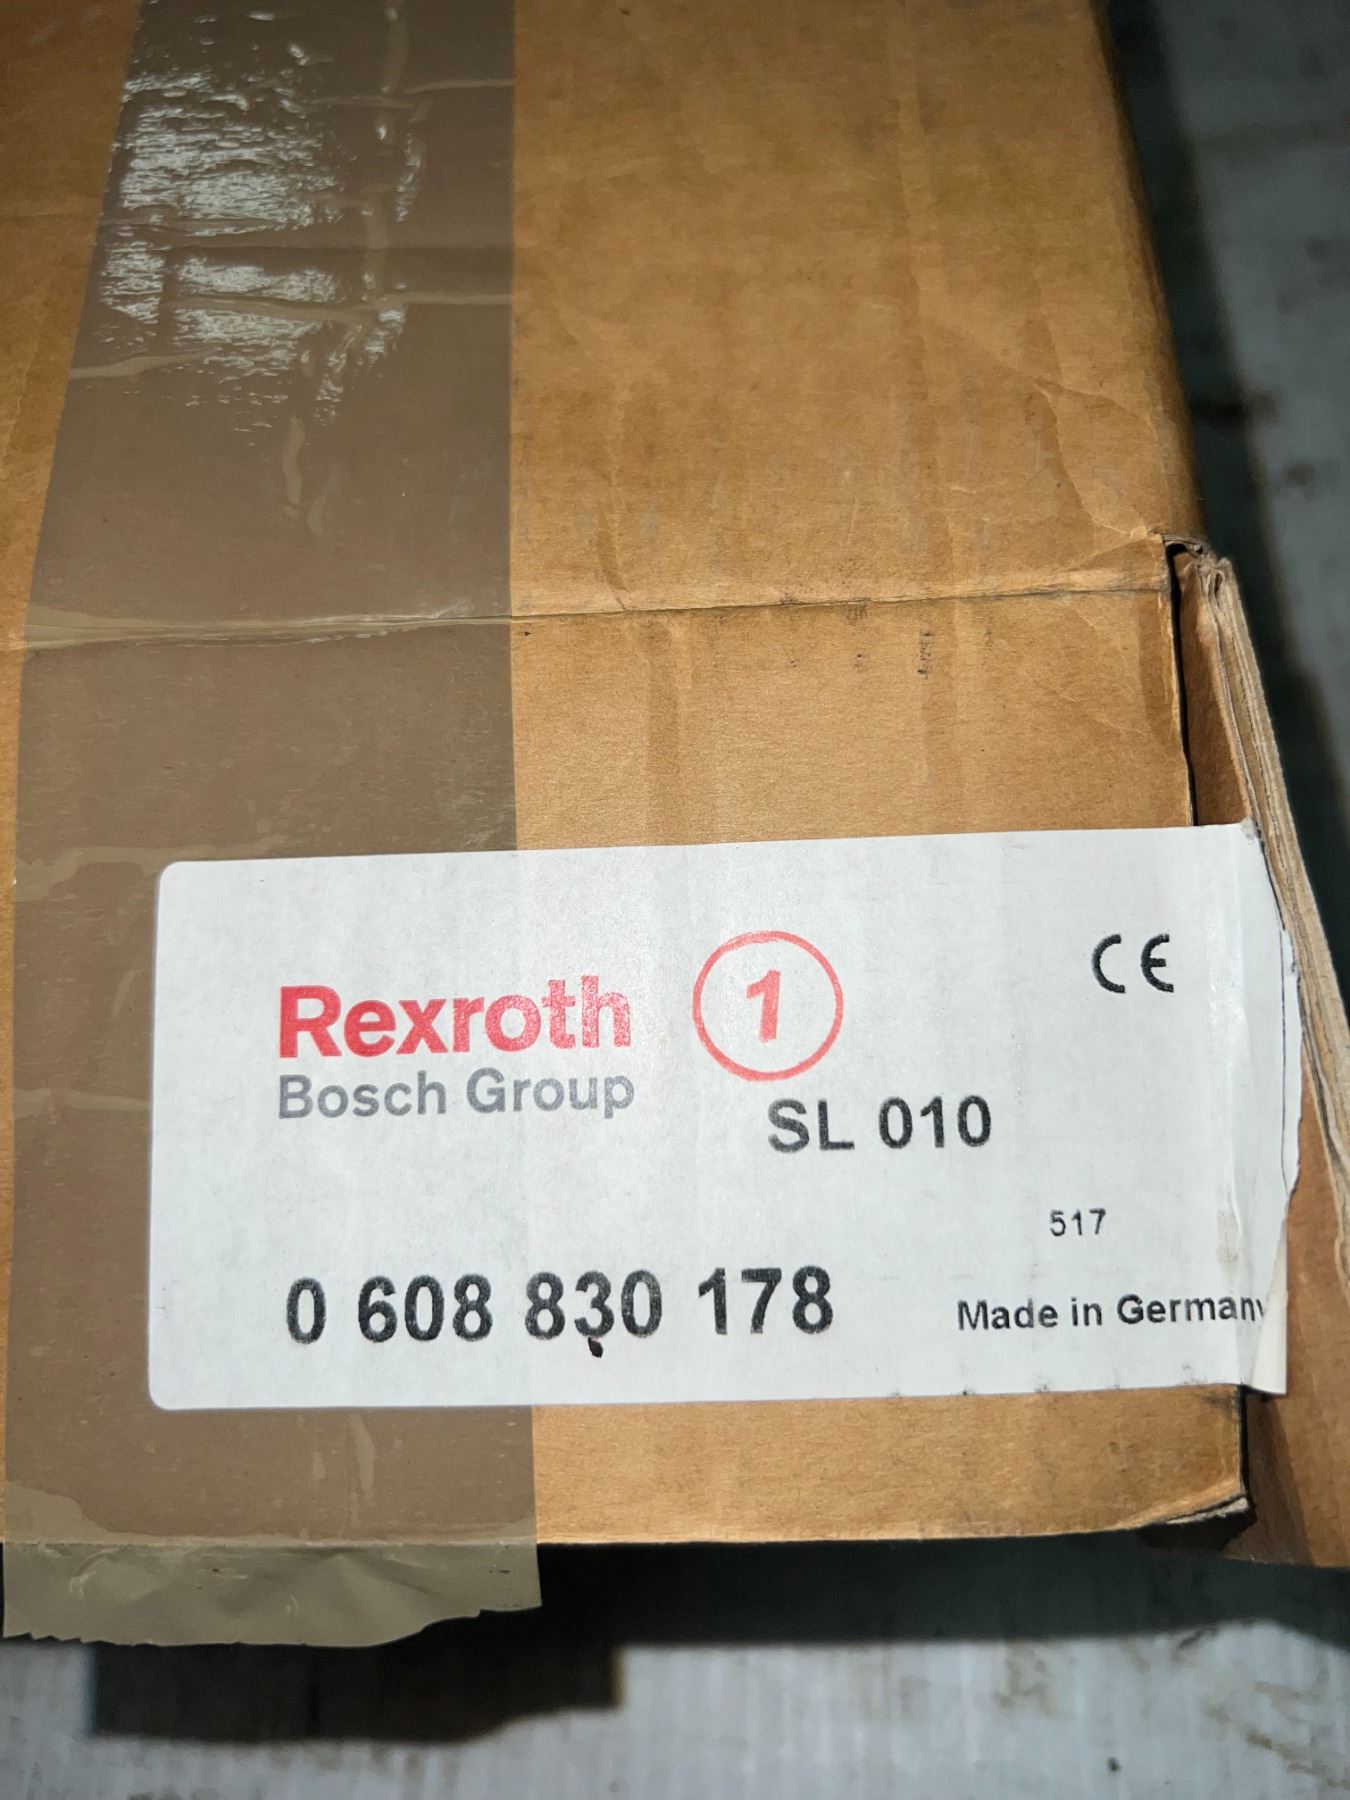 Rexroth
Bosch Group
1
CE
SL 010
517
0 608 830 178
Made in Germany